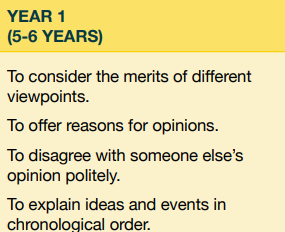 YEAR 1
(5-6 YEARS)
To consider the merits of different
viewpoints.
To offer reasons for opinions.
To disagree with someone else’s
opinion politely.
To explain ideas and events in
chronological order.